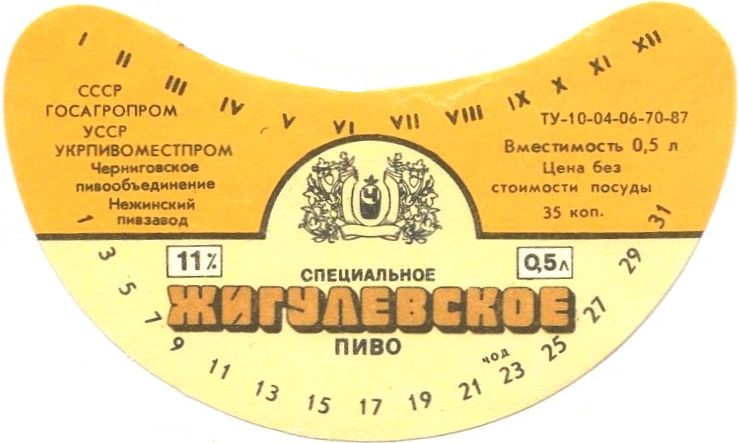 I II III IV V VI VII VIII IX X XI XII
СССР
ГОСАГРОПРОМ
УССР
УКРПИВОМЕСТПРОМ
Черниговское
пивообъединение
Нежинский
пивзавод
ТУ-10-04-06-70-87
Вместимость 0,5 л
Цена без
стоимости посуды
35 коп.
Ч
11%
0,5л
СПЕЦИАЛЬНОЕ
ЖИГУЛЕВСКОЕ
ПИВО
чод
1 3 5 7 9 11 13 15 17 19 21 23 25 27 29 31